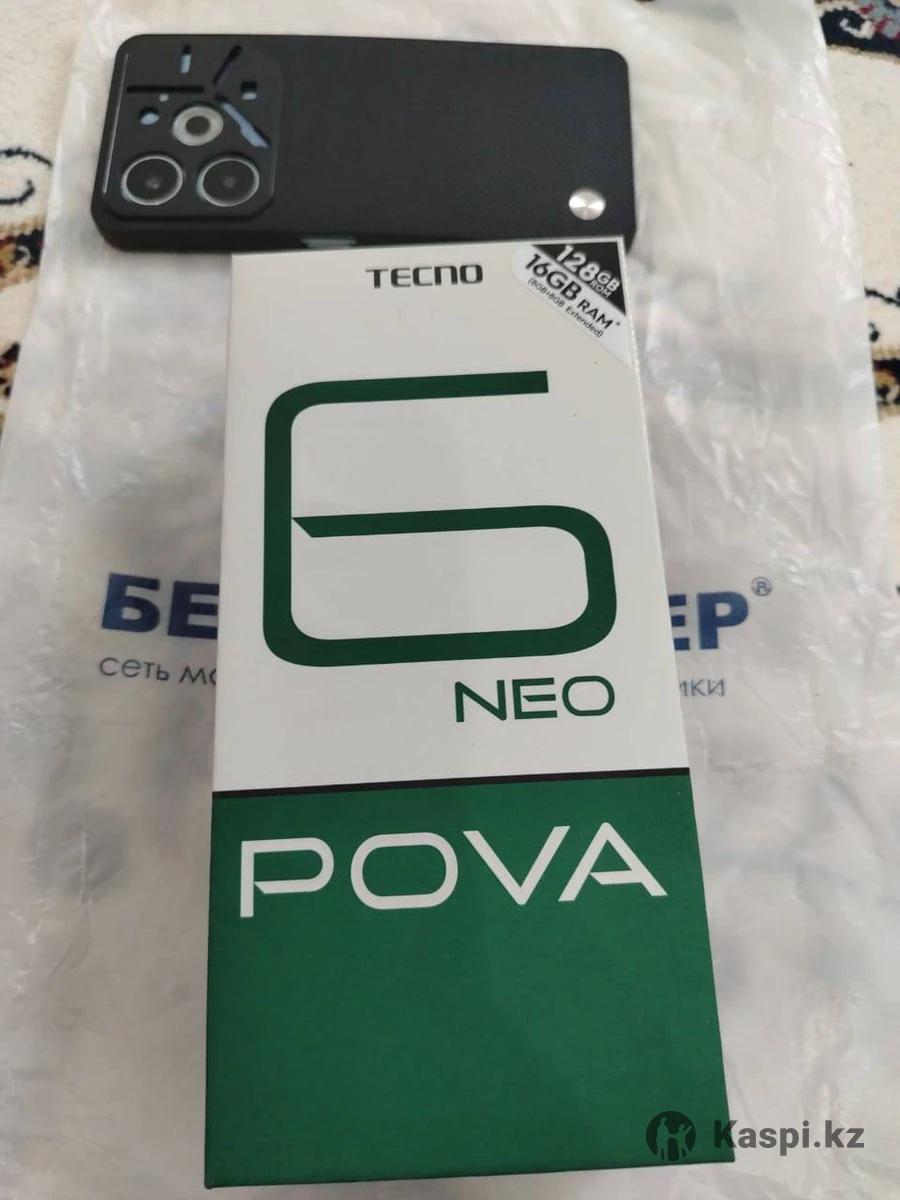 TECNO
128GB
ROM
16GB RAM*
(8GB+8GB Extended)
6
NEO
БЕ ЕР®
сеть
ики
POVA
Kaspi.kz